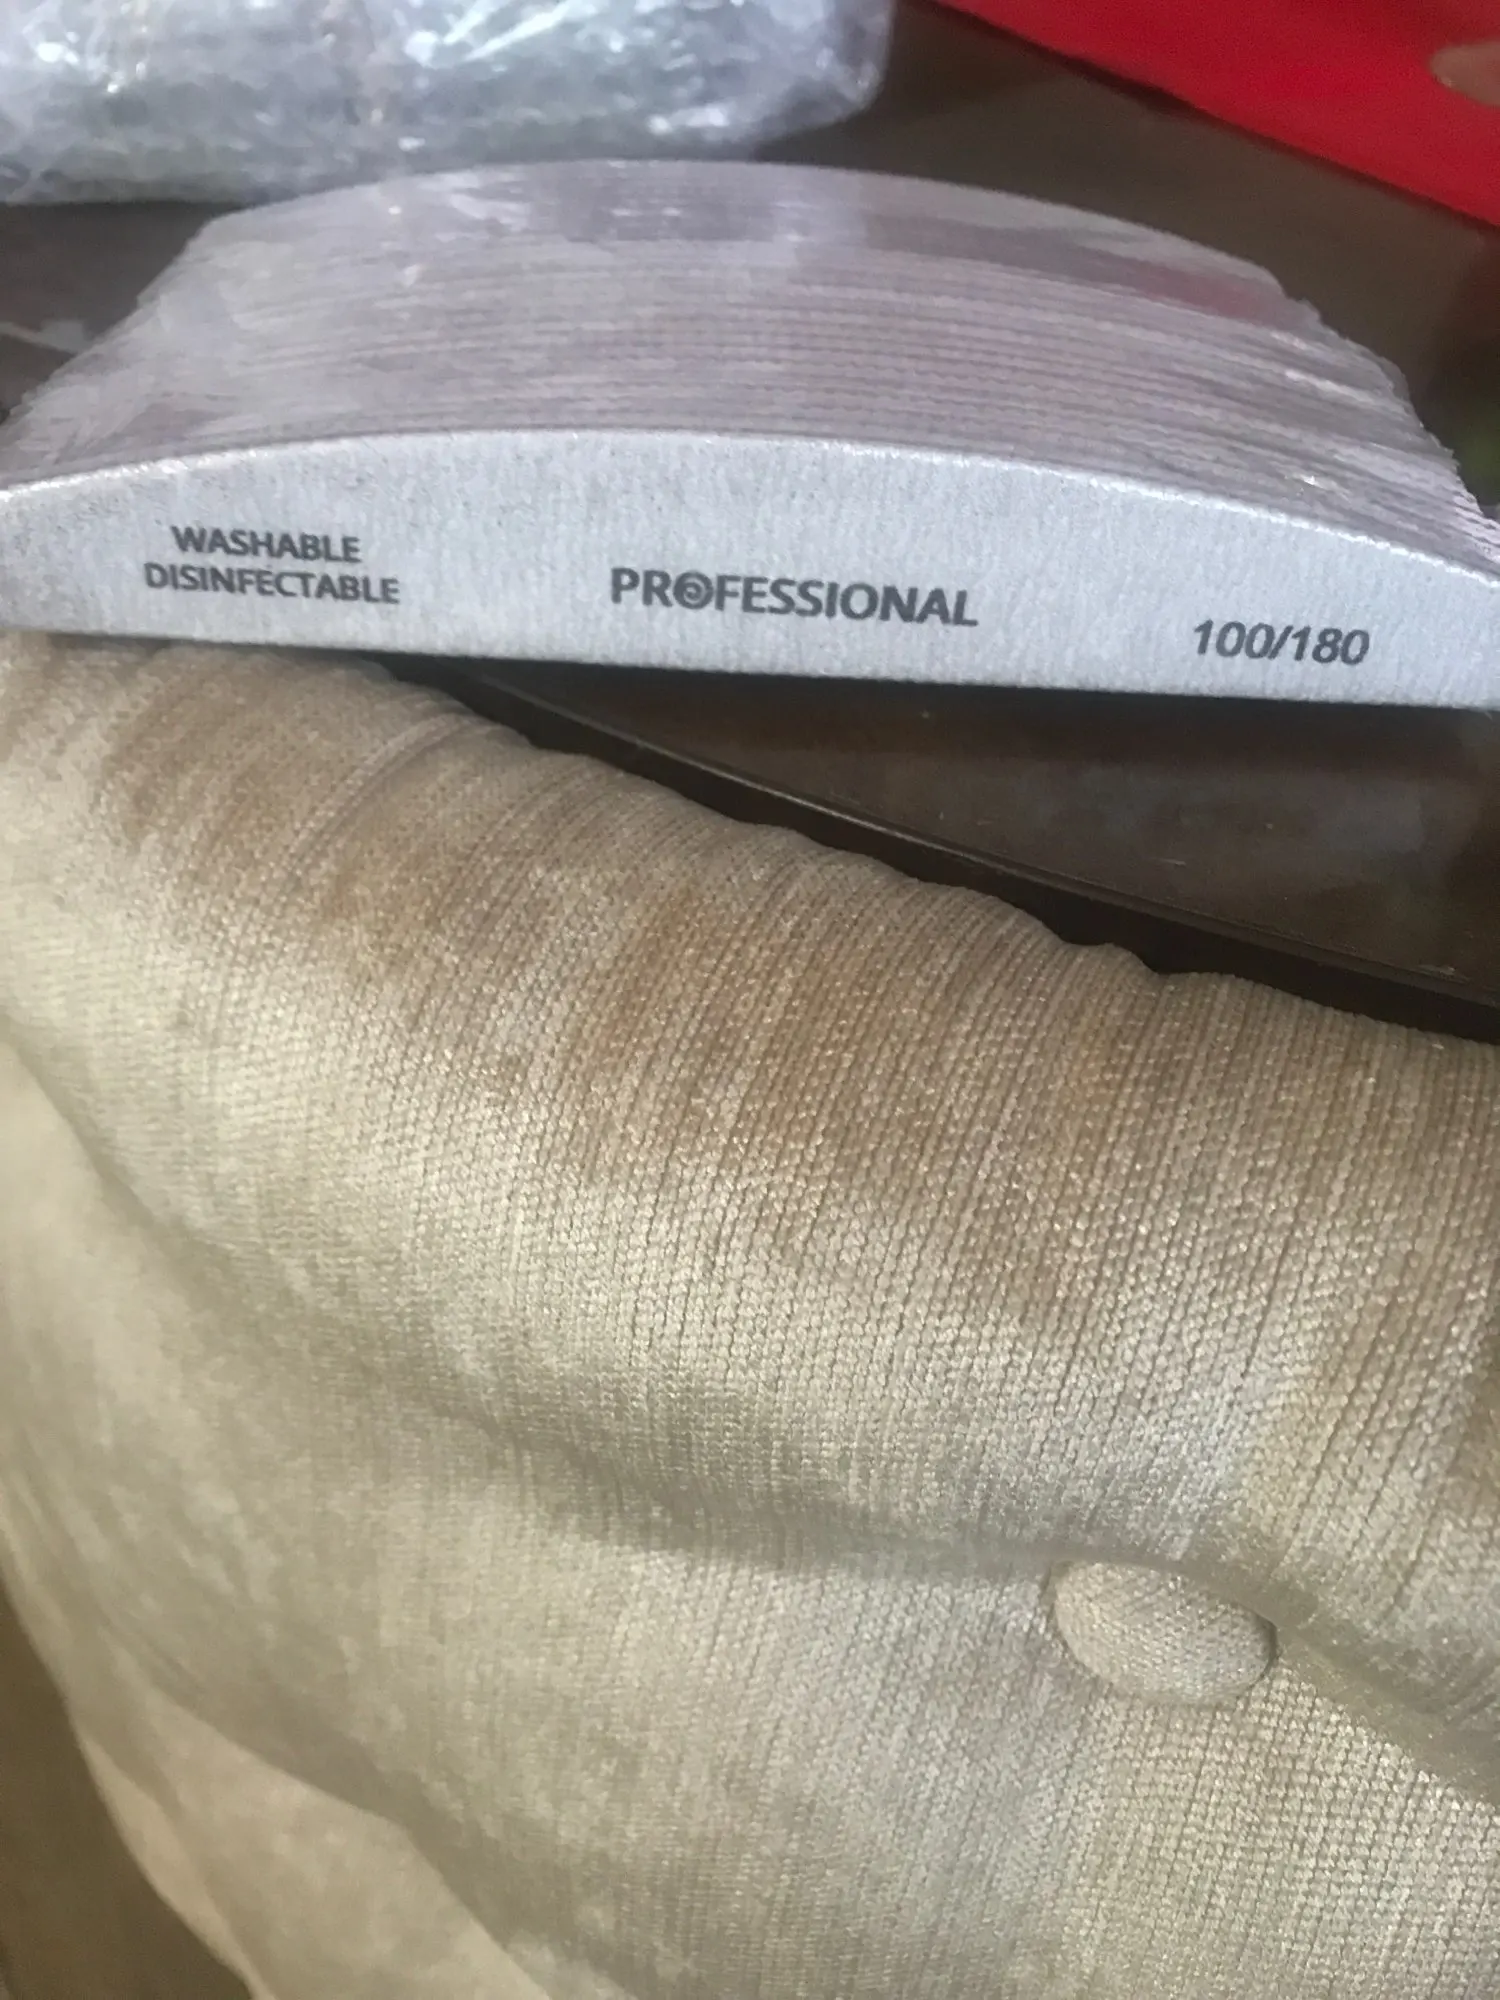 WASHABLE
DISINFECTABLE
PROFESSIONAL
100/180